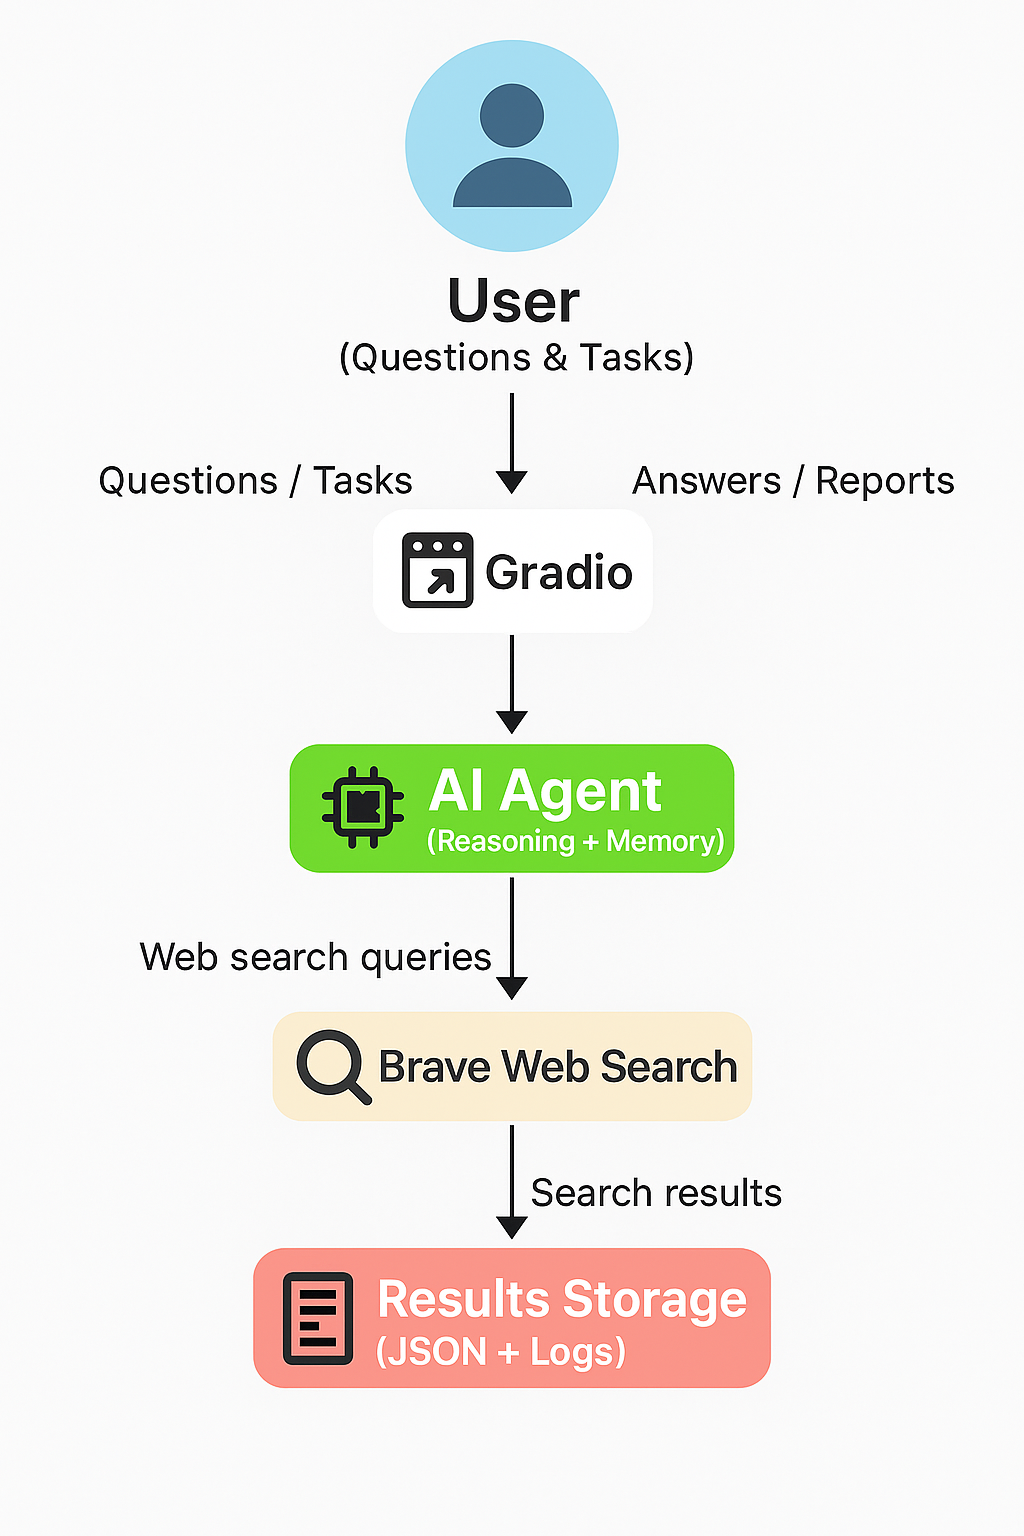 User
(Questions & Tasks)
Questions / Tasks
Answers / Reports
Gradio
AI Agent
(Reasoning + Memory)
Web search queries
Brave Web Search
Search results
Results Storage
(JSON + Logs)